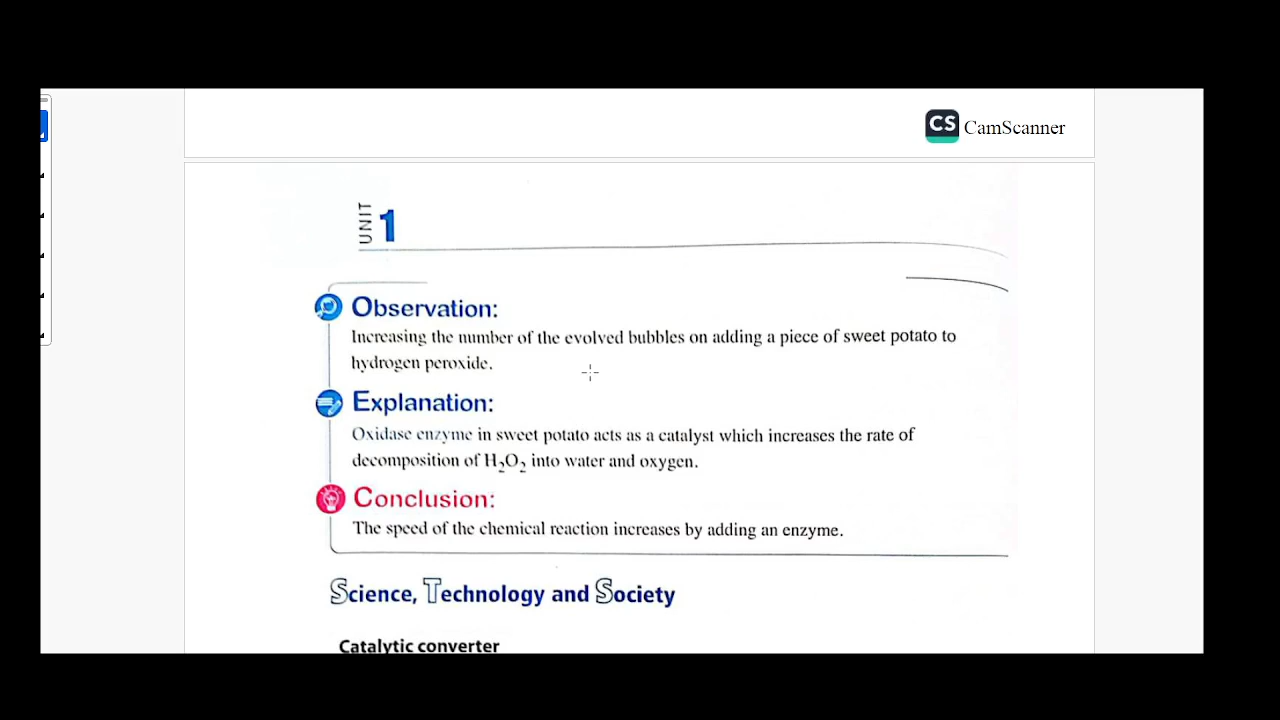 CS CamScanner
UNIT 1
Observation:
Increasing the number of the evolved bubbles on adding a piece of sweet potato to
hydrogen peroxide.
Explanation:
Oxidase enzyme in sweet potato acts as a catalyst which increases the rate of
decomposition of H₂O₂ into water and oxygen.
Conclusion:
The speed of the chemical reaction increases by adding an enzyme.
Science, Technology and Society
Catalytic converter